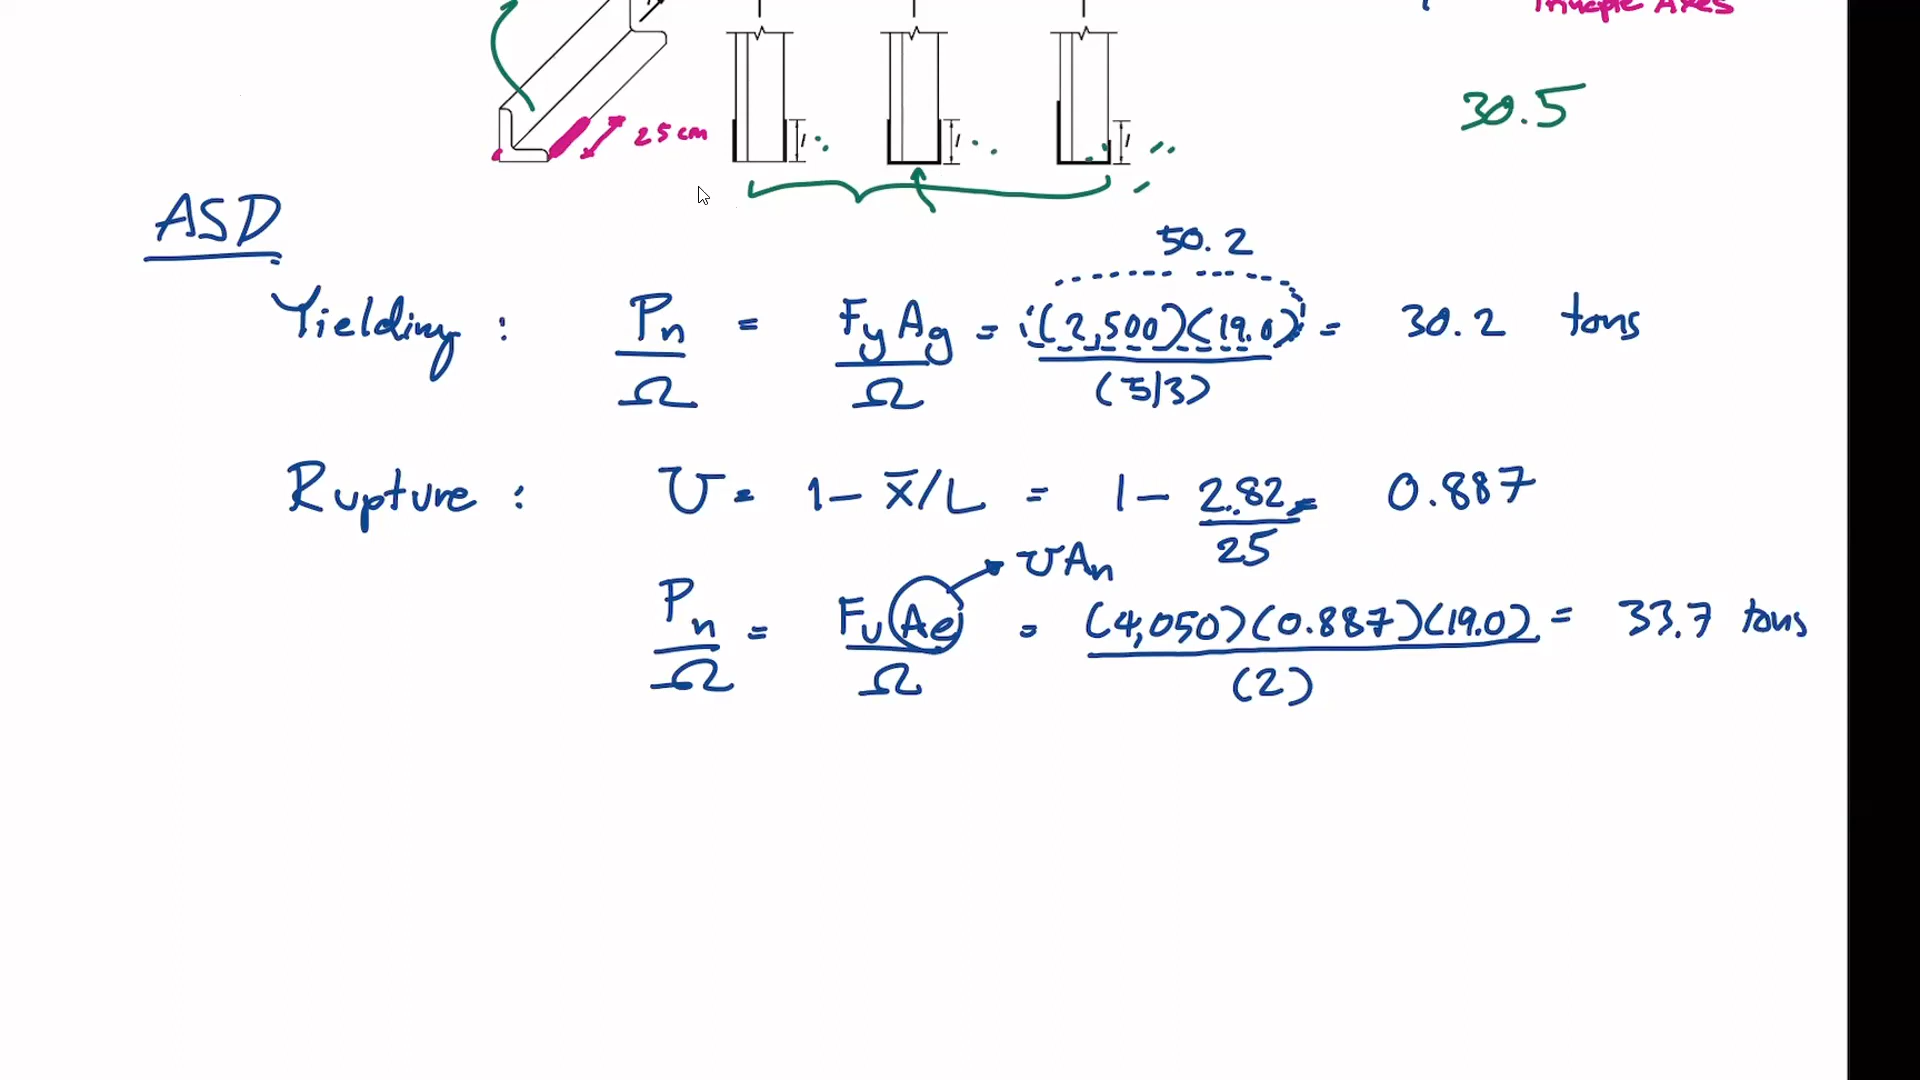 Principle Axes
30.5
25 cm
l
l
l
ASD
50.2
Yielding : Pn/Ω = FyAg/Ω = (2,500)(19.0)/(5/3) = 30.2 tons
Rupture : U = 1 − x̄/L = 1 − 2.82/25 = 0.887
UAn
Pn/Ω = FuAe/Ω = (4,050)(0.887)(19.0)/(2) = 33.7 tons